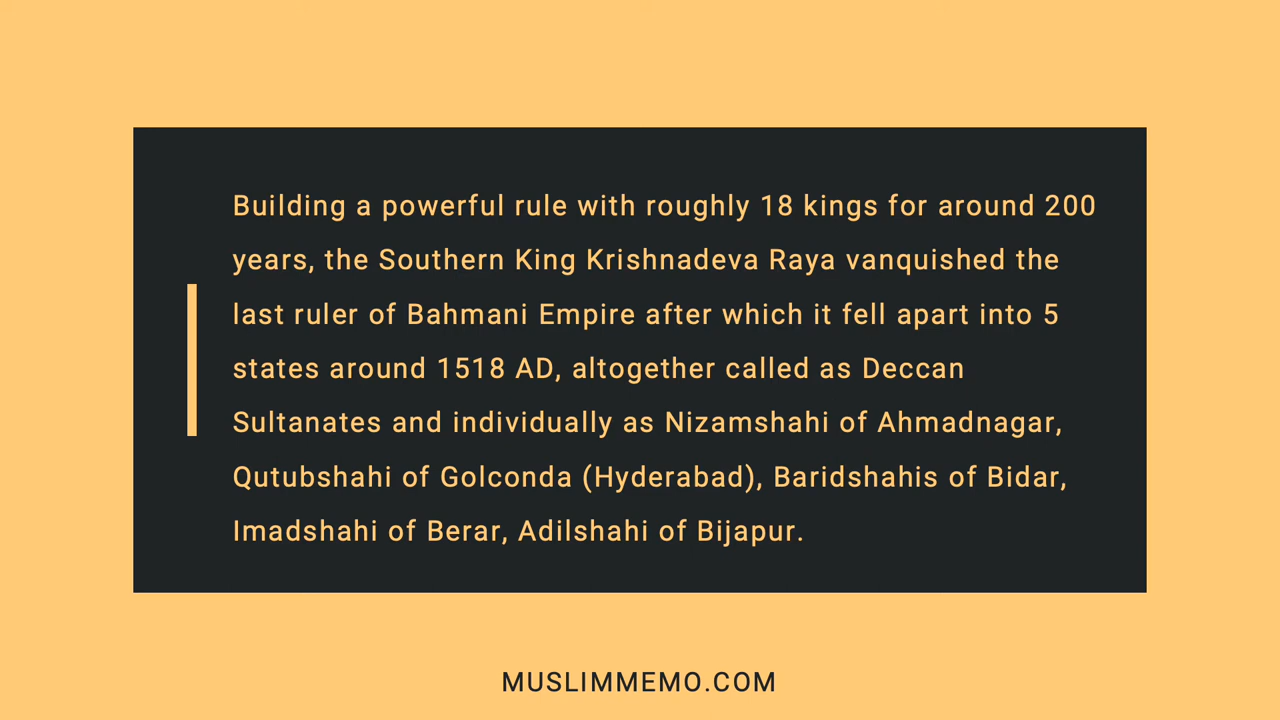 Building a powerful rule with roughly 18 kings for around 200
years, the Southern King Krishnadeva Raya vanquished the
last ruler of Bahmani Empire after which it fell apart into 5
states around 1518 AD, altogether called as Deccan
Sultanates and individually as Nizamshahi of Ahmadnagar,
Qutubshahi of Golconda (Hyderabad), Baridshahis of Bidar,
Imadshahi of Berar, Adilshahi of Bijapur.
MUSLIMMEMO.COM